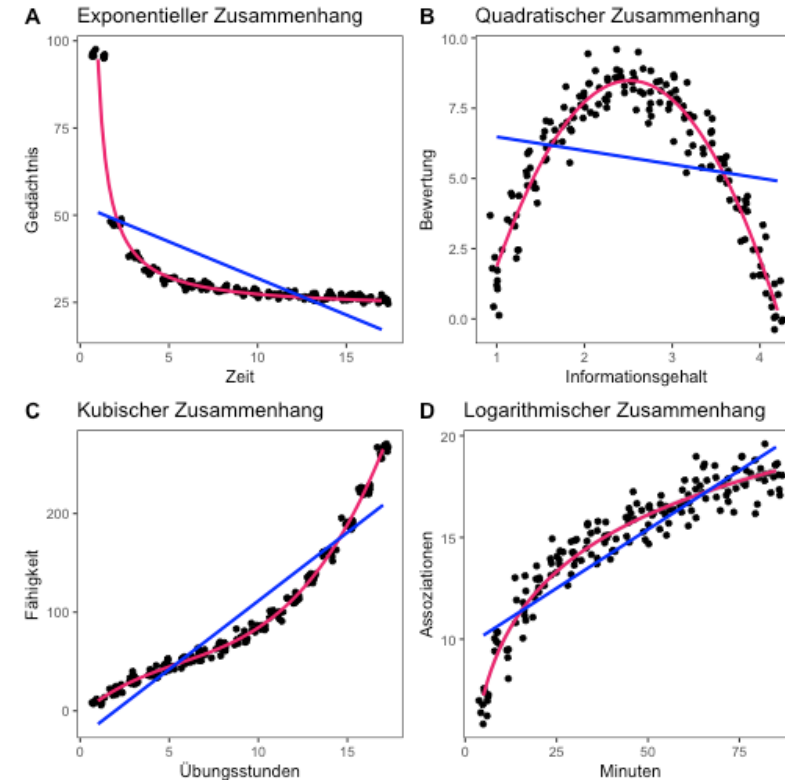 A Exponentieller Zusammenhang
100
75
50
25
Gedächtnis
0 5 10 15
Zeit
B Quadratischer Zusammenhang
10.0
7.5
5.0
2.5
0.0
Bewertung
1 2 3 4
Informationsgehalt
C Kubischer Zusammenhang
200
100
0
Fähigkeit
0 5 10 15
Übungsstunden
D Logarithmischer Zusammenhang
20
15
10
Assoziationen
0 25 50 75
Minuten